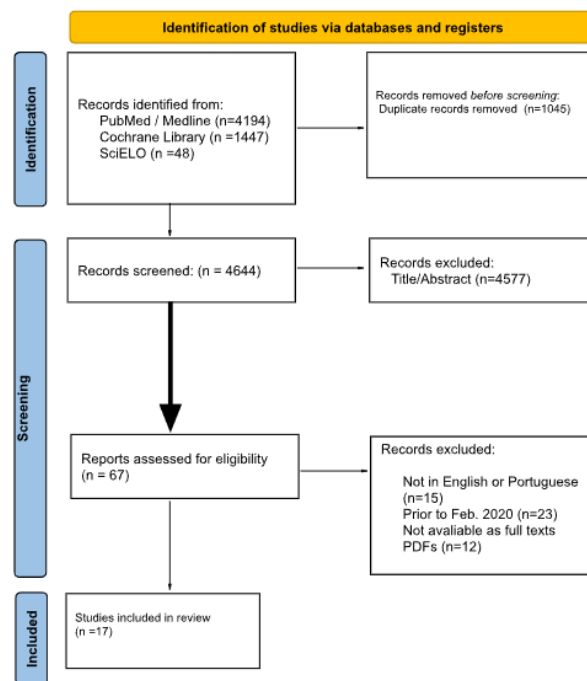 Identification of studies via databases and registers
Identification
Records identified from:
PubMed / Medline (n=4194)
Cochrane Library (n =1447)
SciELO (n =48)
Records removed before screening:
Duplicate records removed (n=1045)
Screening
Records screened: (n = 4644)
Records excluded:
Title/Abstract (n=4577)
Reports assessed for eligibility
(n = 67)
Records excluded:
Not in English or Portuguese
(n=15)
Prior to Feb. 2020 (n=23)
Not avaliable as full texts
PDFs (n=12)
Included
Studies included in review
(n =17)